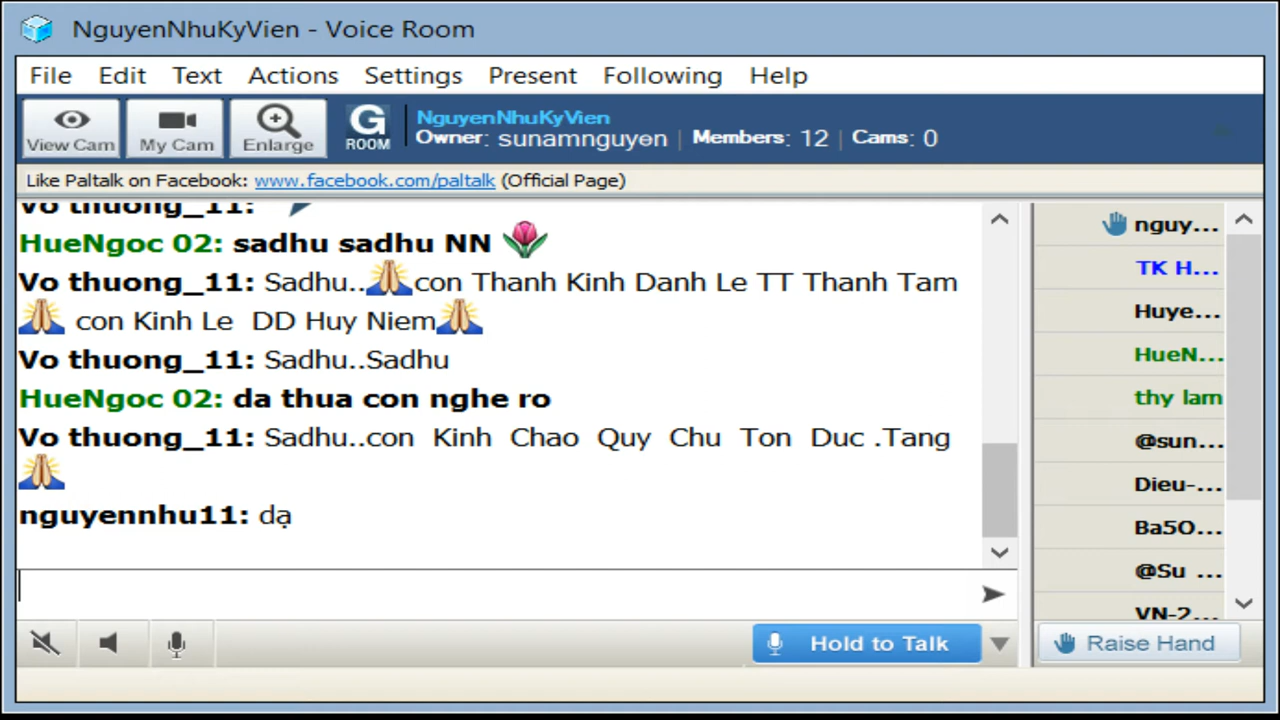 NguyenNhuKyVien - Voice Room
File Edit Text Actions Settings Present Following Help
View Cam My Cam Enlarge G ROOM
NguyenNhuKyVien
Owner: sunamnguyen | Members: 12 | Cams: 0
Like Paltalk on Facebook: www.facebook.com/paltalk (Official Page)
Vo thuong_11:
HueNgoc 02: sadhu sadhu NN
Vo thuong_11: Sadhu..🙏con Thanh Kinh Danh Le TT Thanh Tam
🙏 con Kinh Le DD Huy Niem🙏
Vo thuong_11: Sadhu..Sadhu
HueNgoc 02: da thua con nghe ro
Vo thuong_11: Sadhu..con Kinh Chao Quy Chu Ton Duc .Tang
🙏
nguyennhu11: dạ
nguy...
TK H...
Huye...
HueN...
thy lam
@sun...
Dieu-...
Ba5O...
@Su ...
VN-2...
Hold to Talk
Raise Hand